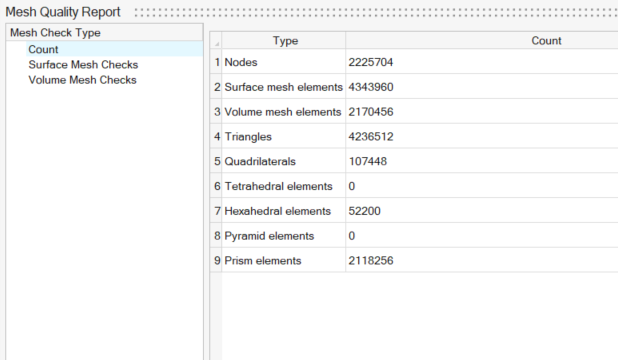 Mesh Quality Report
Mesh Check Type
Count
Surface Mesh Checks
Volume Mesh Checks
Type Count
1 Nodes 2225704
2 Surface mesh elements 4343960
3 Volume mesh elements 2170456
4 Triangles 4236512
5 Quadrilaterals 107448
6 Tetrahedral elements 0
7 Hexahedral elements 52200
8 Pyramid elements 0
9 Prism elements 2118256